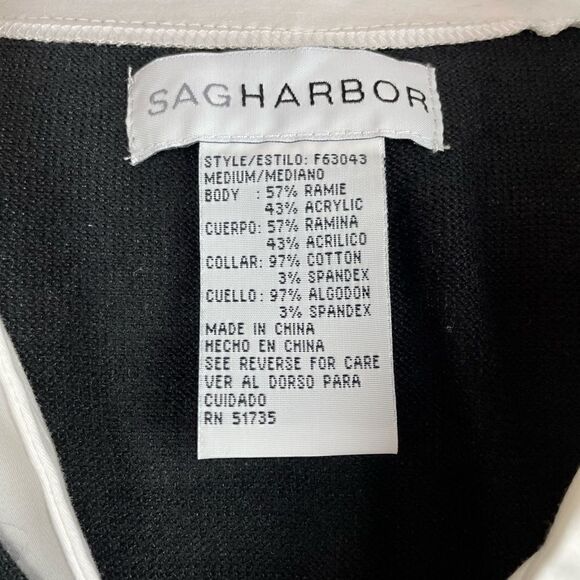 SAGHARBOR
STYLE/ESTILO: F63043
MEDIUM/MEDIANO
BODY : 57% RAMIE
43% ACRYLIC
CUERPO: 57% RAMINA
43% ACRILICO
COLLAR: 97% COTTON
3% SPANDEX
CUELLO: 97% ALGODON
3% SPANDEX
MADE IN CHINA
HECHO EN CHINA
SEE REVERSE FOR CARE
VER AL DORSO PARA
CUIDADO
RN 51735